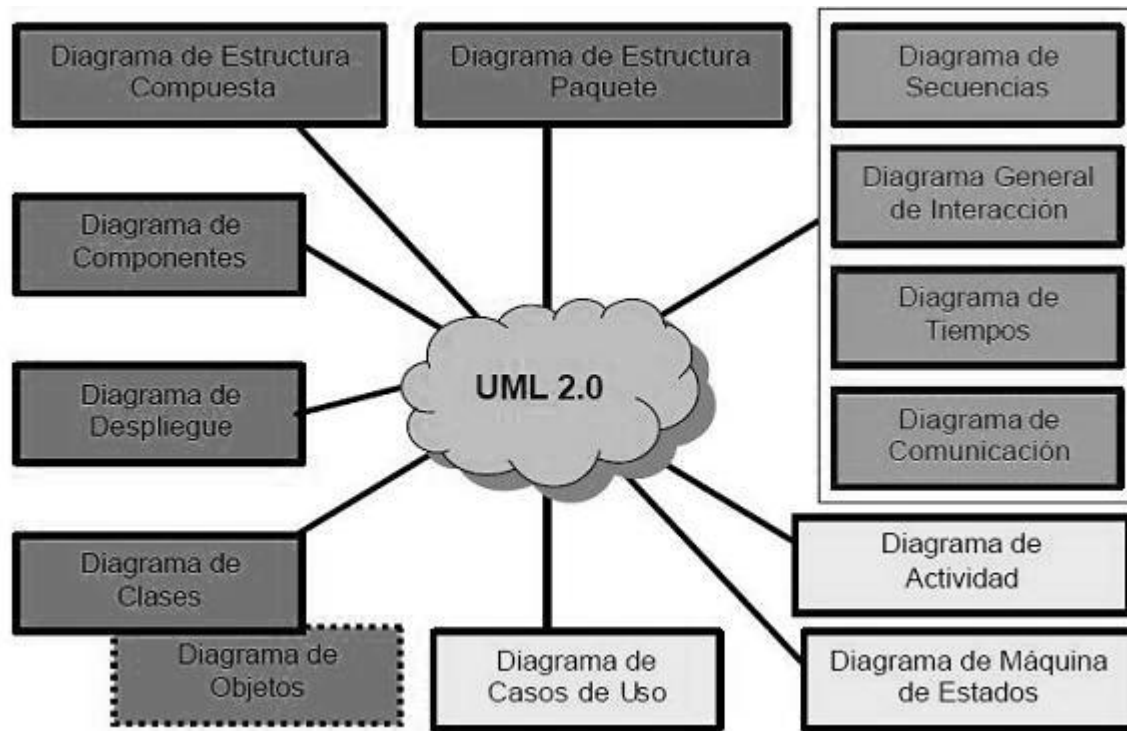 Diagrama de Estructura
Compuesta
Diagrama de Estructura
Paquete
Diagrama de
Secuencias
Diagrama General
de Interacción
Diagrama de
Componentes
Diagrama de
Tiempos
UML 2.0
Diagrama de
Despliegue
Diagrama de
Comunicación
Diagrama de
Clases
Diagrama de
Actividad
Diagrama de
Objetos
Diagrama de
Casos de Uso
Diagrama de Máquina
de Estados